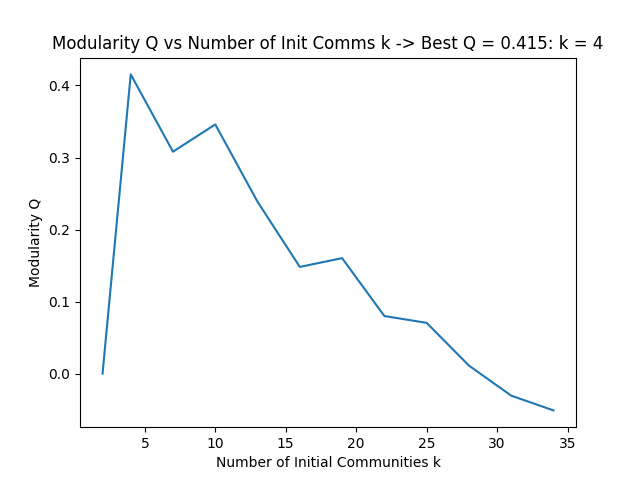 Modularity Q vs Number of Init Comms k -> Best Q = 0.415: k = 4
0.4
0.3
0.2
0.1
0.0
Modularity Q
5 10 15 20 25 30 35
Number of Initial Communities k